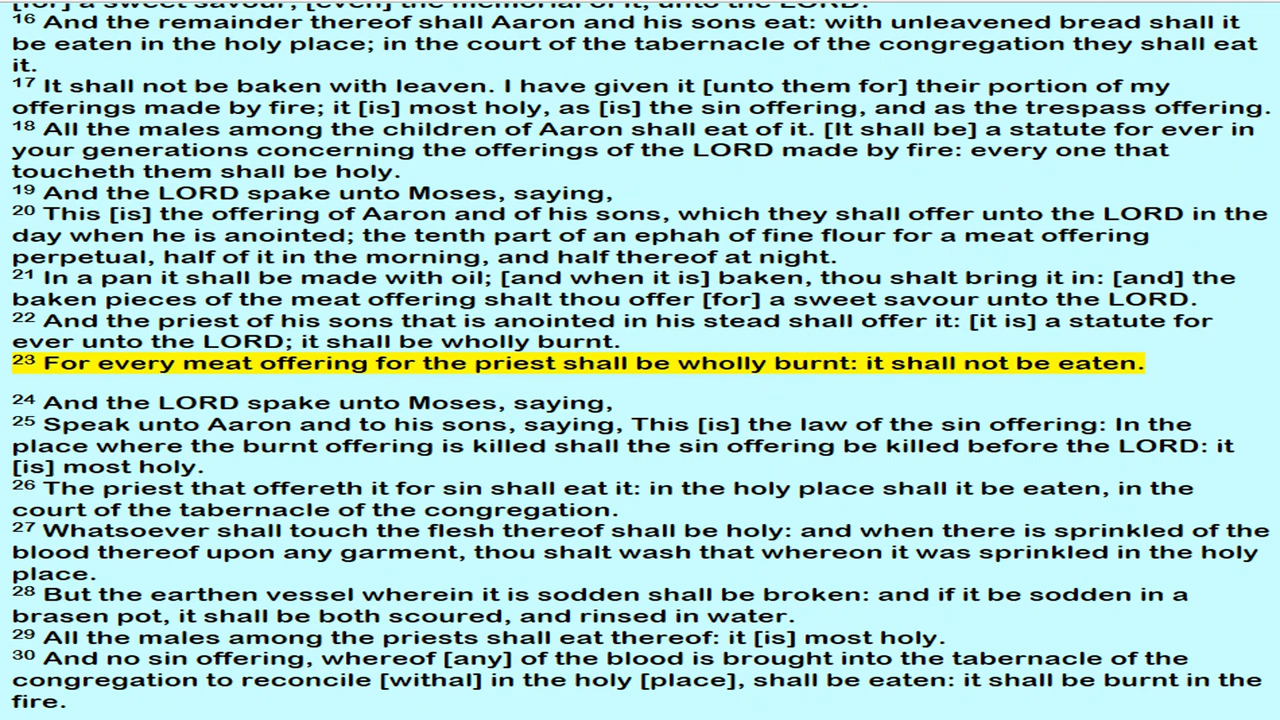 [for] a sweet savour, [even] the memorial of it, unto the LORD.
16 And the remainder thereof shall Aaron and his sons eat: with unleavened bread shall it
be eaten in the holy place; in the court of the tabernacle of the congregation they shall eat
it.
17 It shall not be baken with leaven. I have given it [unto them for] their portion of my
offerings made by fire; it [is] most holy, as [is] the sin offering, and as the trespass offering.
18 All the males among the children of Aaron shall eat of it. [It shall be] a statute for ever in
your generations concerning the offerings of the LORD made by fire: every one that
toucheth them shall be holy.
19 And the LORD spake unto Moses, saying,
20 This [is] the offering of Aaron and of his sons, which they shall offer unto the LORD in the
day when he is anointed; the tenth part of an ephah of fine flour for a meat offering
perpetual, half of it in the morning, and half thereof at night.
21 In a pan it shall be made with oil; [and when it is] baken, thou shalt bring it in: [and] the
baken pieces of the meat offering shalt thou offer [for] a sweet savour unto the LORD.
22 And the priest of his sons that is anointed in his stead shall offer it: [it is] a statute for
ever unto the LORD; it shall be wholly burnt.
23 For every meat offering for the priest shall be wholly burnt: it shall not be eaten.
24 And the LORD spake unto Moses, saying,
25 Speak unto Aaron and to his sons, saying, This [is] the law of the sin offering: In the
place where the burnt offering is killed shall the sin offering be killed before the LORD: it
[is] most holy.
26 The priest that offereth it for sin shall eat it: in the holy place shall it be eaten, in the
court of the tabernacle of the congregation.
27 Whatsoever shall touch the flesh thereof shall be holy: and when there is sprinkled of the
blood thereof upon any garment, thou shalt wash that whereon it was sprinkled in the holy
place.
28 But the earthen vessel wherein it is sodden shall be broken: and if it be sodden in a
brasen pot, it shall be both scoured, and rinsed in water.
29 All the males among the priests shall eat thereof: it [is] most holy.
30 And no sin offering, whereof [any] of the blood is brought into the tabernacle of the
congregation to reconcile [withal] in the holy [place], shall be eaten: it shall be burnt in the
fire.